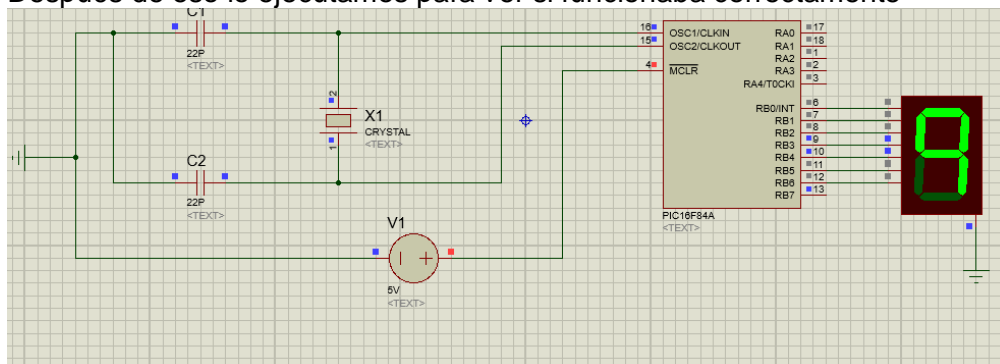 Después de eso lo ejecutamos para ver si funcionaba correctamente
C1
22P
<TEXT>
2
X1
CRYSTAL
<TEXT>
1
C2
22P
<TEXT>
V1
5V
<TEXT>
16 OSC1/CLKIN RA0 17
15 OSC2/CLKOUT RA1 18
RA2 1
4 MCLR RA3 2
RA4/T0CKI 3
RB0/INT 6
RB1 7
RB2 8
RB3 9
RB4 10
RB5 11
RB6 12
RB7 13
PIC16F84A
<TEXT>
9